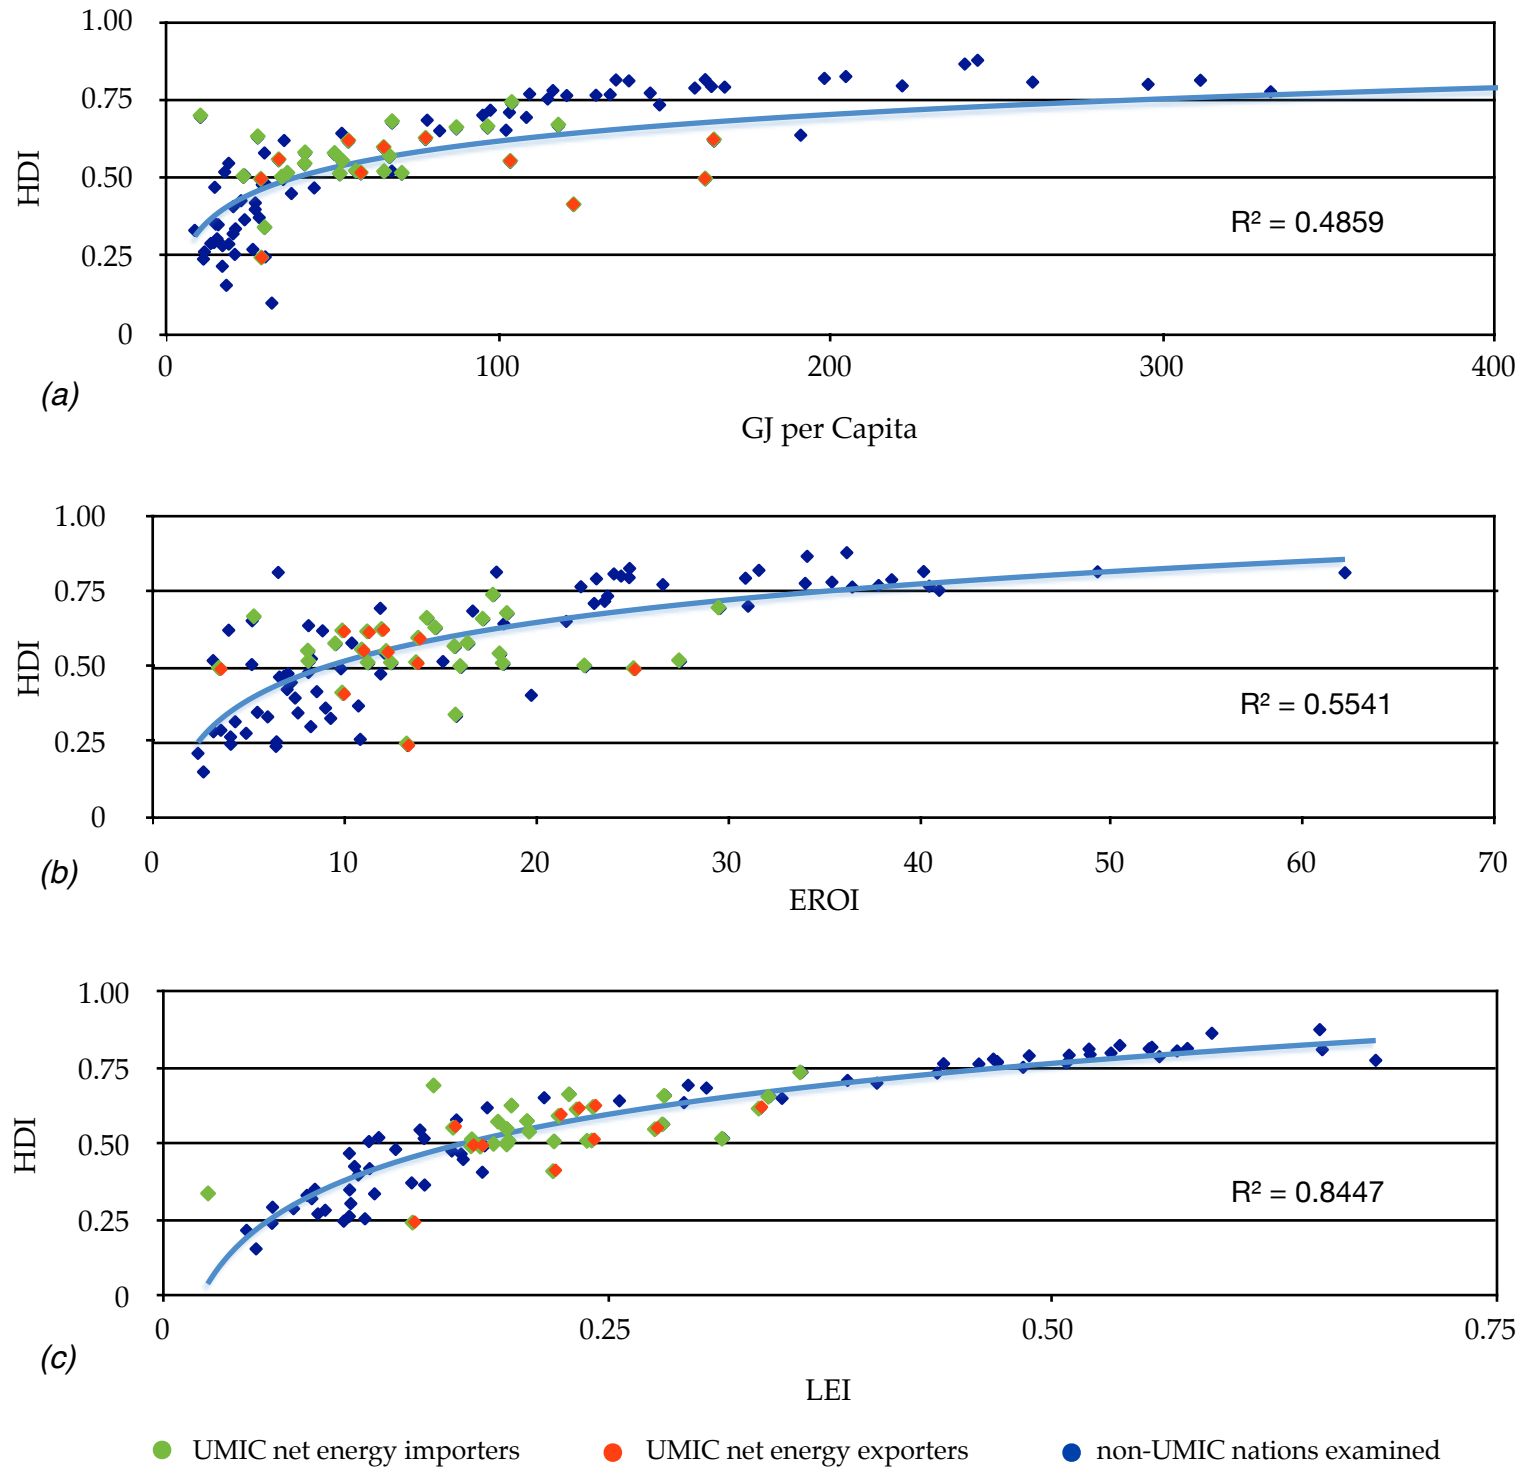 1.00
0.75
0.50
0.25
0
HDI
R² = 0.4859
0 100 200 300 400
(a)
GJ per Capita
1.00
0.75
0.50
0.25
0
HDI
R² = 0.5541
0 10 20 30 40 50 60 70
(b)
EROI
1.00
0.75
0.50
0.25
0
HDI
R² = 0.8447
0 0.25 0.50 0.75
(c)
LEI
UMIC net energy importers UMIC net energy exporters non-UMIC nations examined